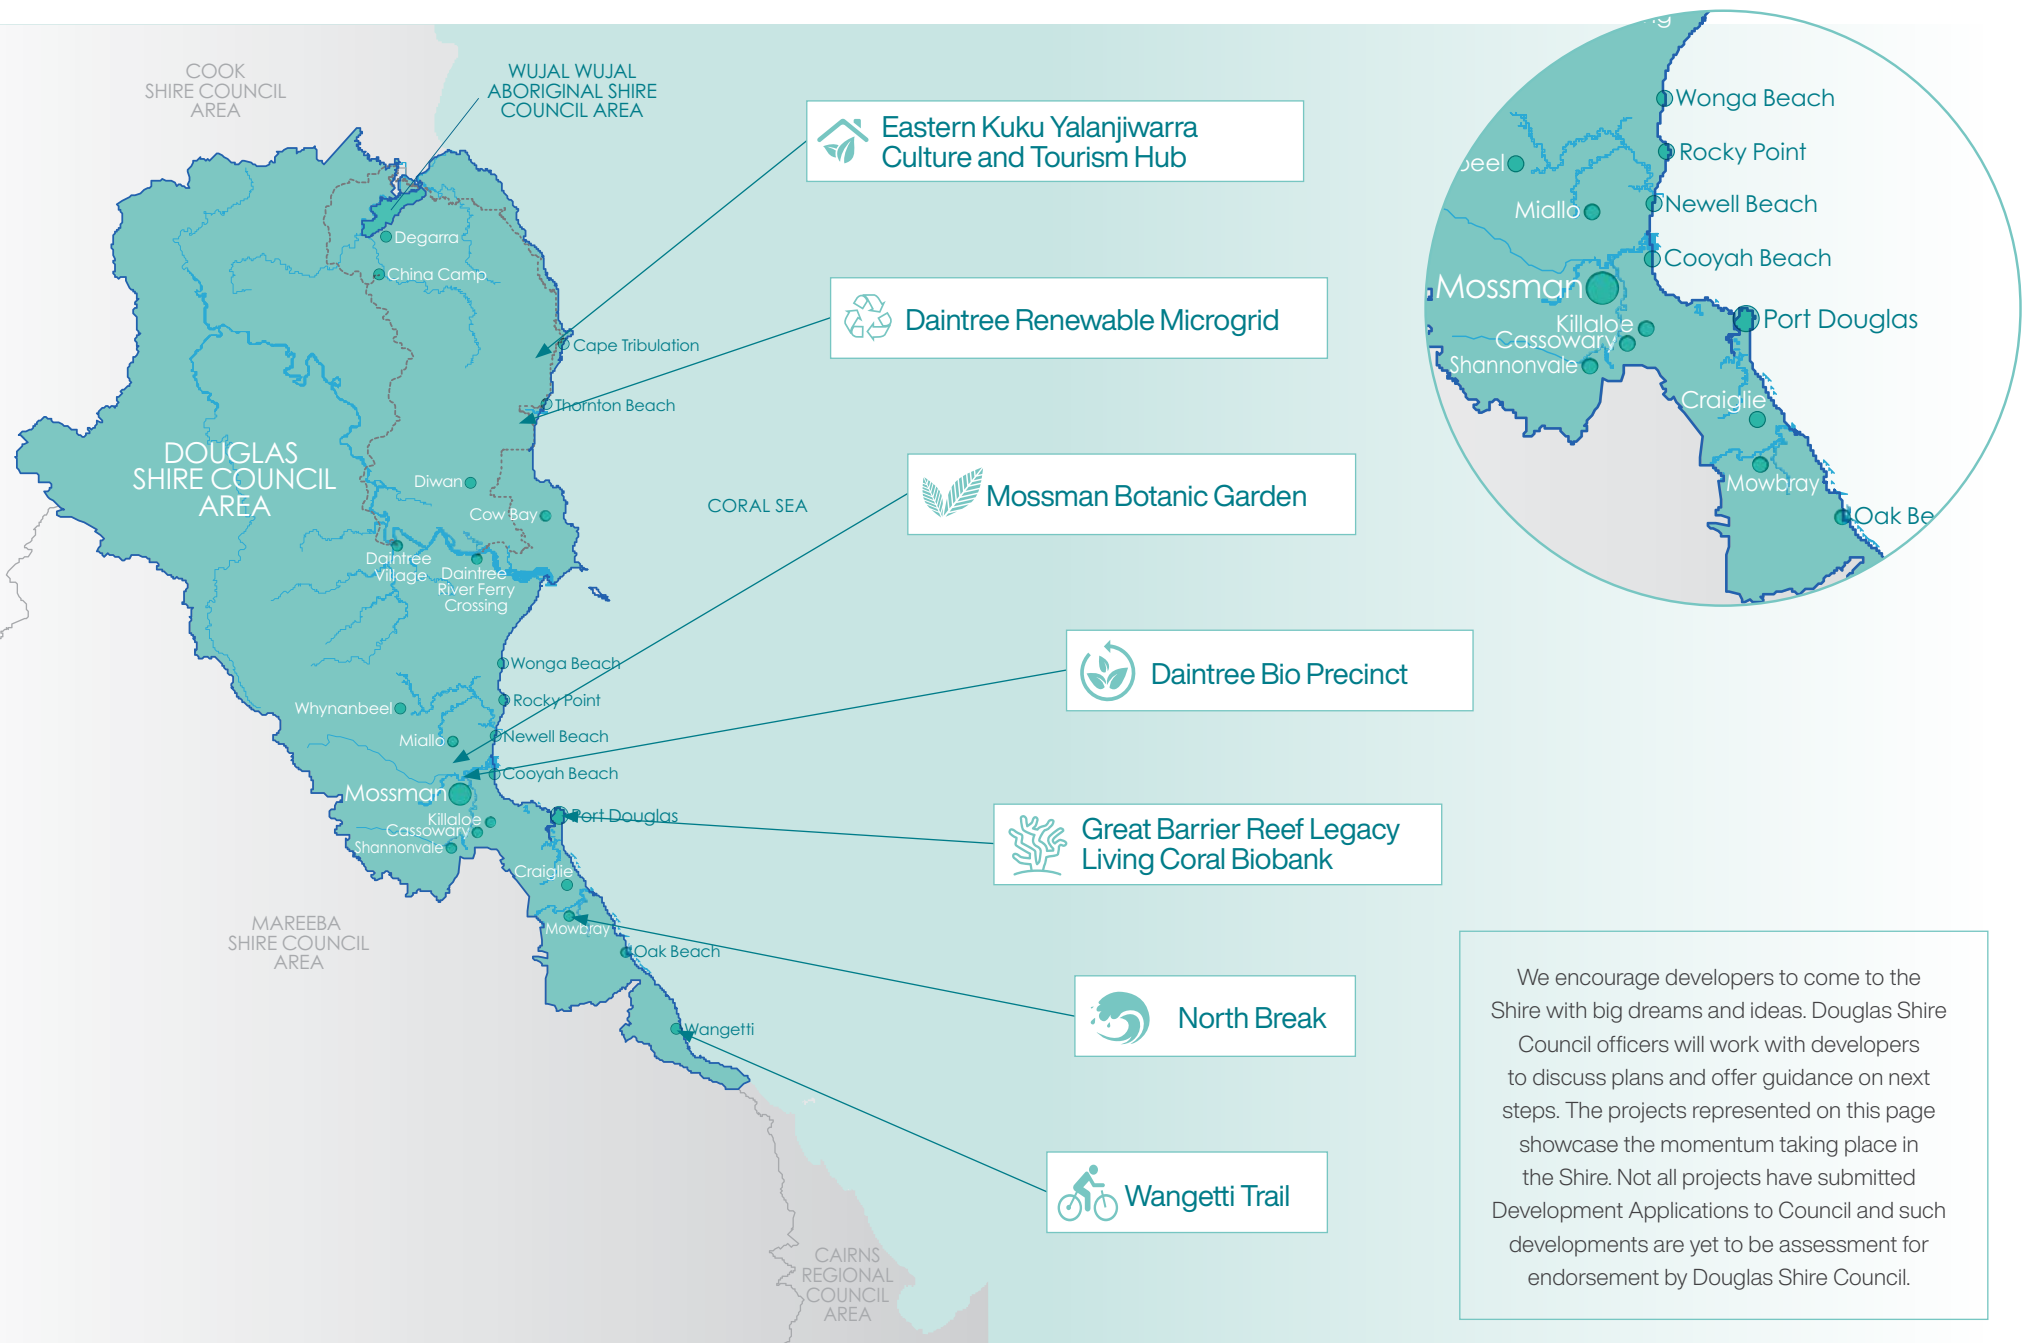 COOK
SHIRE COUNCIL
AREA
WUJAL WUJAL
ABORIGINAL SHIRE
COUNCIL AREA
Eastern Kuku Yalanjiwarra
Culture and Tourism Hub
Degarra
China Camp
Daintree Renewable Microgrid
Cape Tribulation
Thornton Beach
DOUGLAS
SHIRE COUNCIL
AREA
Diwan
Cow Bay
CORAL SEA
Mossman Botanic Garden
Daintree
Village
Daintree
River Ferry
Crossing
Wonga Beach
Rocky Point
Whynanbeel
Newell Beach
Miallo
Cooyah Beach
Daintree Bio Precinct
Mossman
Port Douglas
Killaloe
Cassowary
Shannonvale
Great Barrier Reef Legacy
Living Coral Biobank
Craiglie
Mowbray
Oak Beach
MAREEBA
SHIRE COUNCIL
AREA
North Break
Wangetti
Wangetti Trail
CAIRNS
REGIONAL
COUNCIL
AREA
g
Wonga Beach
Rocky Point
beel
Newell Beach
Miallo
Cooyah Beach
Mossman
Port Douglas
Killaloe
Cassowary
Shannonvale
Craiglie
Mowbray
Oak Be
We encourage developers to come to the
Shire with big dreams and ideas. Douglas Shire
Council officers will work with developers
to discuss plans and offer guidance on next
steps. The projects represented on this page
showcase the momentum taking place in
the Shire. Not all projects have submitted
Development Applications to Council and such
developments are yet to be assessment for
endorsement by Douglas Shire Council.